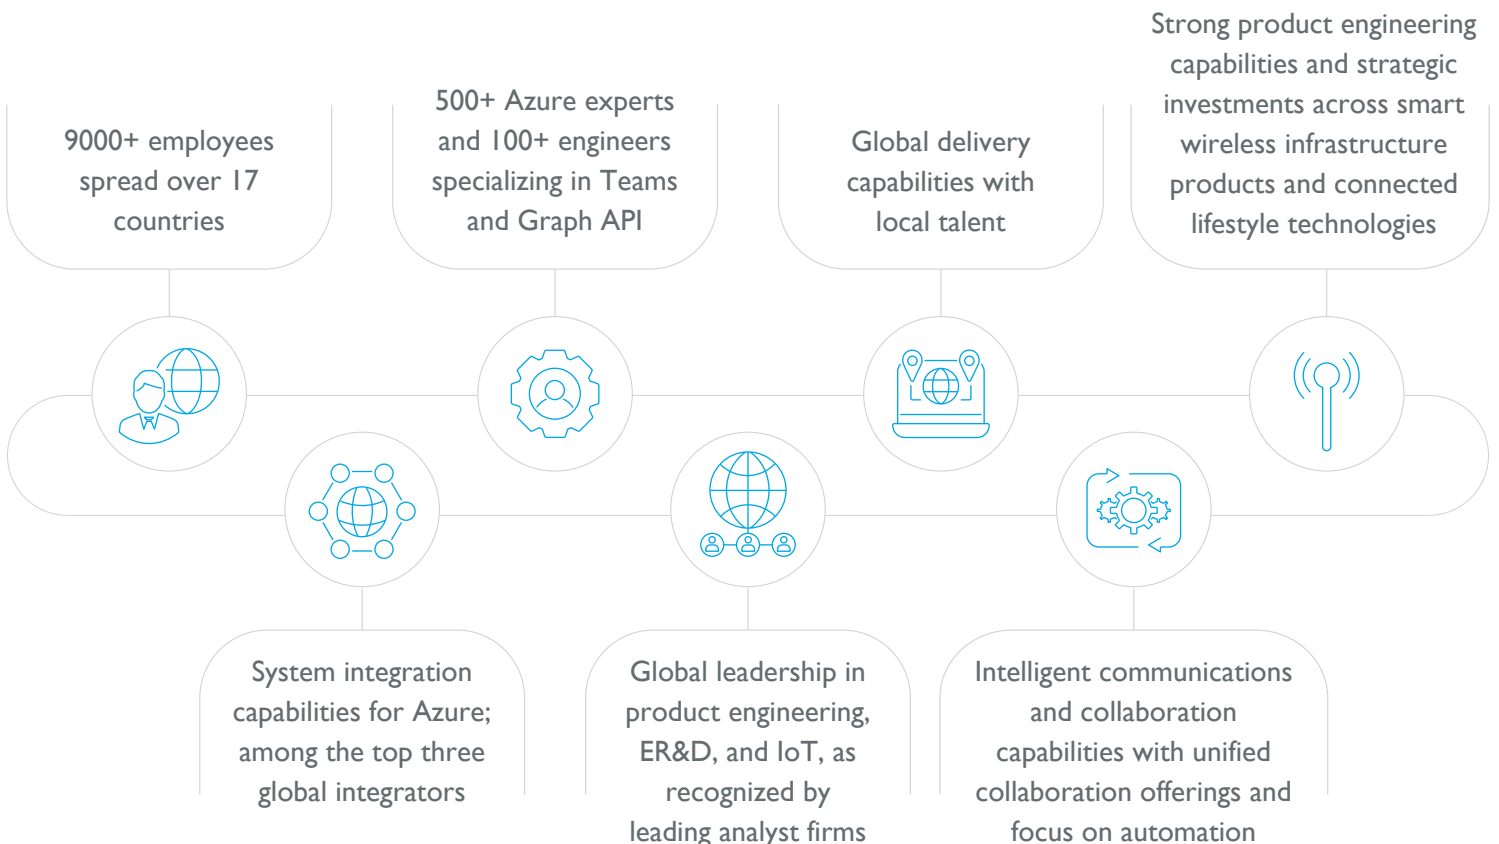 9000+ employees
spread over 17
countries
500+ Azure experts
and 100+ engineers
specializing in Teams
and Graph API
Global delivery
capabilities with
local talent
Strong product engineering
capabilities and strategic
investments across smart
wireless infrastructure
products and connected
lifestyle technologies
System integration
capabilities for Azure;
among the top three
global integrators
Global leadership in
product engineering,
ER&D, and IoT, as
recognized by
leading analyst firms
Intelligent communications
and collaboration
capabilities with unified
collaboration offerings and
focus on automation